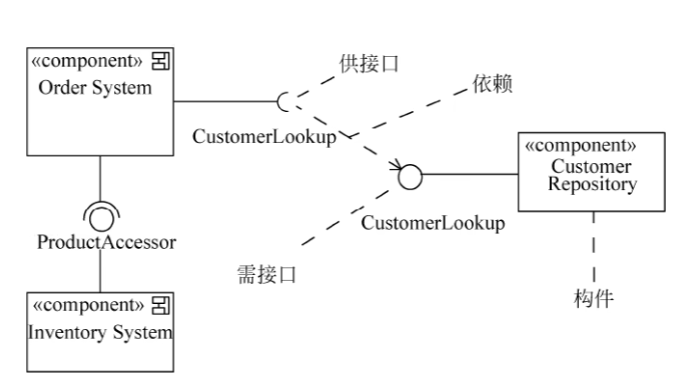 «component»
Order System
供接口
依赖
CustomerLookup
«component»
Customer
Repository
CustomerLookup
ProductAccessor
需接口
构件
«component»
Inventory System